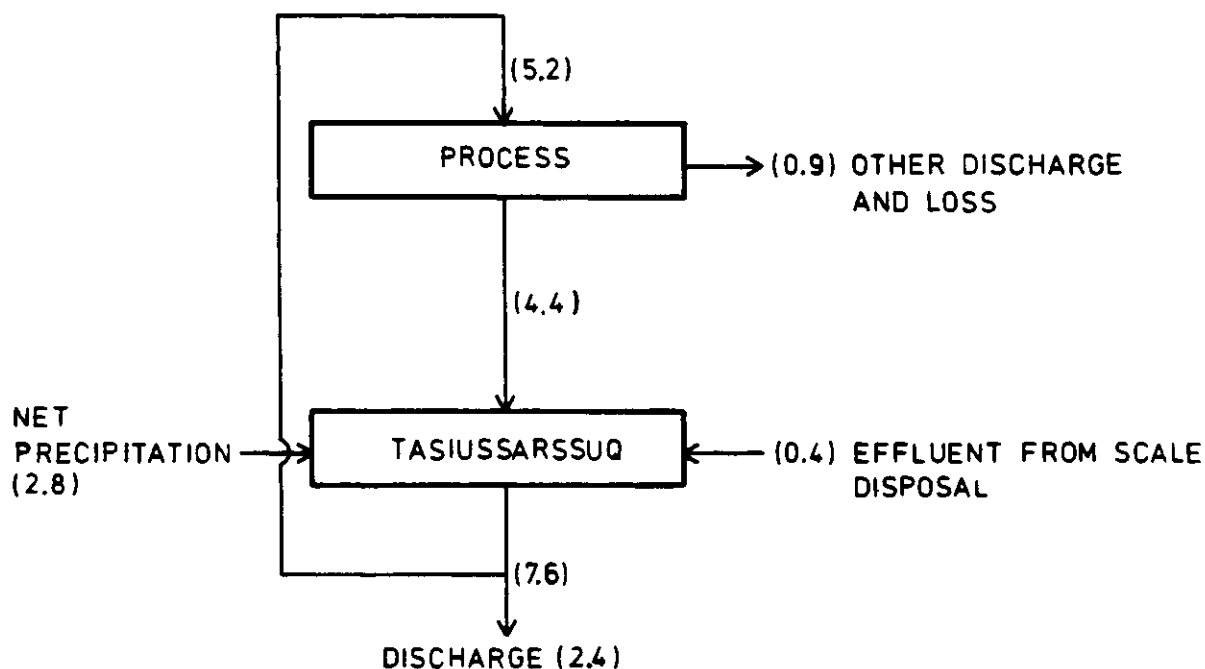 (5.2)
PROCESS
(0.9) OTHER DISCHARGE
AND LOSS
(4.4)
NET
PRECIPITATION
(2.8)
TASIUSSARSSUQ
(0.4) EFFLUENT FROM SCALE
DISPOSAL
(7.6)
DISCHARGE (2.4)